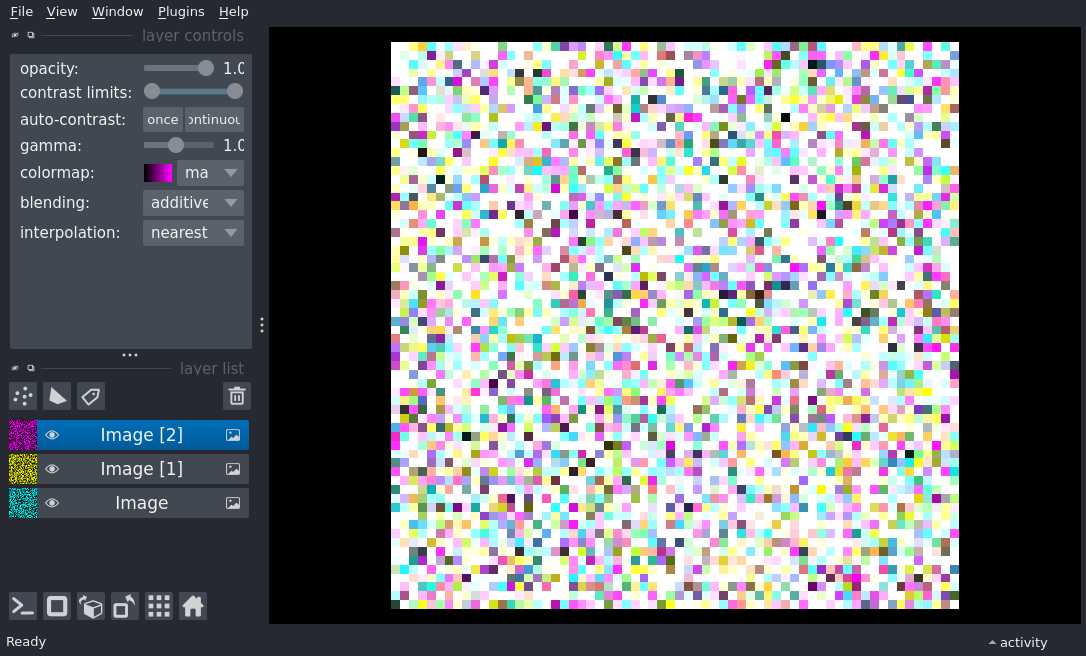 File View Window Plugins Help
layer controls
opacity: 1.0
contrast limits:
auto-contrast: once ontinuou
gamma: 1.0
colormap: ma
blending: additive
interpolation: nearest
layer list
Image [2]
Image [1]
Image
Ready
activity